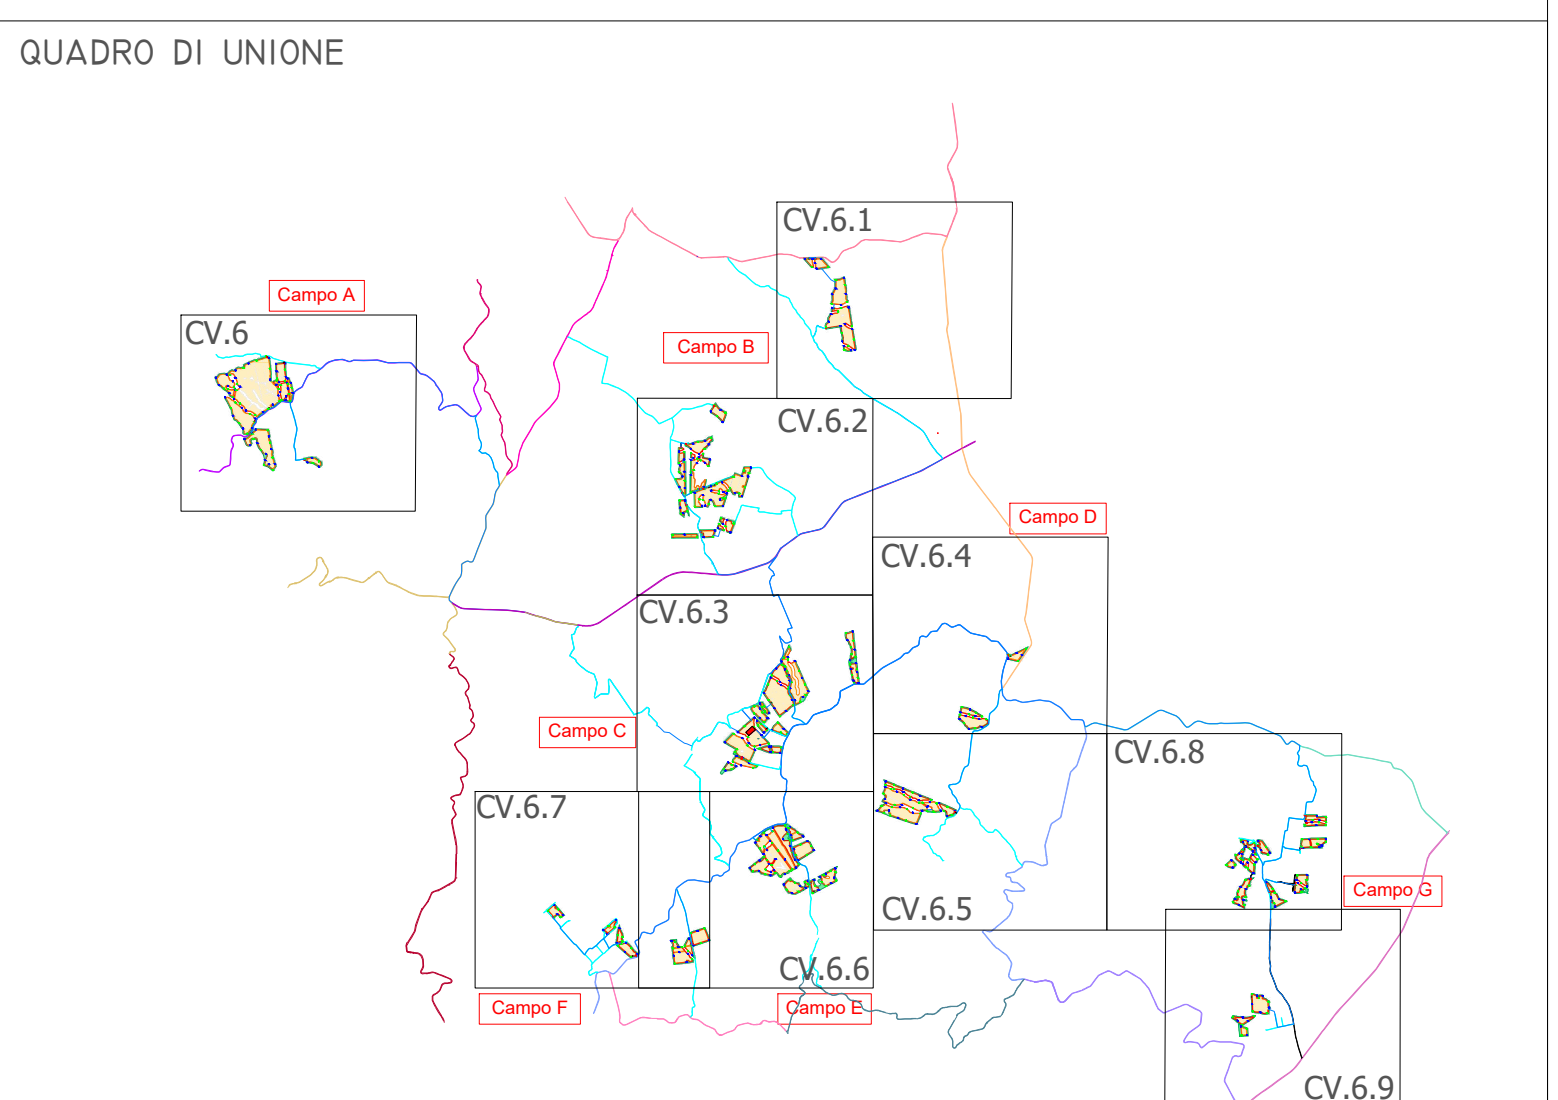 QUADRO DI UNIONE
CV.6.1
Campo A
CV.6
Campo B
CV.6.2
Campo D
CV.6.4
CV.6.3
Campo C
CV.6.8
CV.6.7
Campo G
CV.6.5
CV.6.6
Campo F
Campo E
CV.6.9